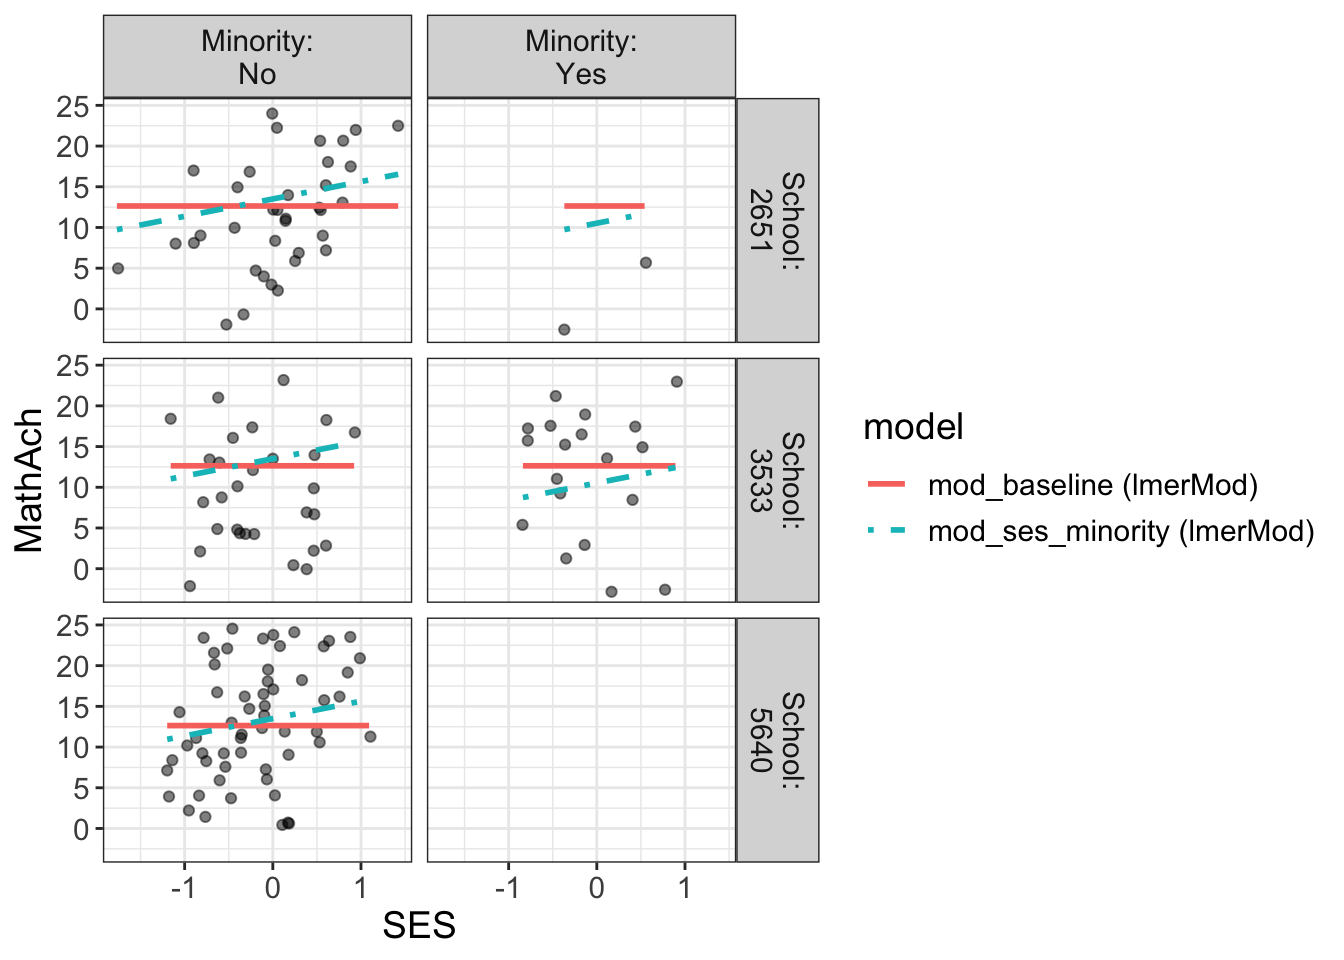 Minority:
No
Minority:
Yes
25
20
15
10
5
0
School:
2651
25
20
15
10
5
0
School:
3533
25
20
15
10
5
0
School:
5640
-1
0
1
-1
0
1
SES
MathAch
model
mod_baseline (lmerMod)
mod_ses_minority (lmerMod)